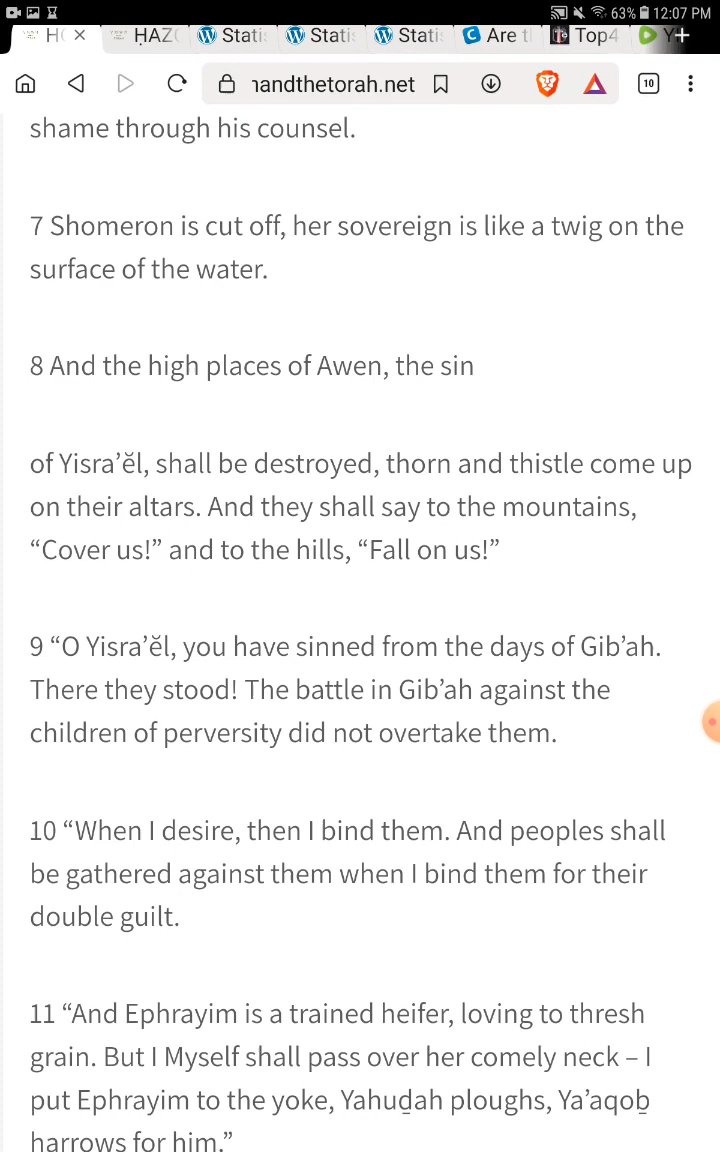 63% 12:07 PM
H
ḤAZ
Statis
Stati
Stati
Are t
Top4
Y+
nandthetorah.net
10
shame through his counsel.
7 Shomeron is cut off, her sovereign is like a twig on the
surface of the water.
8 And the high places of Awen, the sin
of Yisra’ĕl, shall be destroyed, thorn and thistle come up
on their altars. And they shall say to the mountains,
“Cover us!” and to the hills, “Fall on us!”
9 “O Yisra’ĕl, you have sinned from the days of Gib’ah.
There they stood! The battle in Gib’ah against the
children of perversity did not overtake them.
10 “When I desire, then I bind them. And peoples shall
be gathered against them when I bind them for their
double guilt.
11 “And Ephrayim is a trained heifer, loving to thresh
grain. But I Myself shall pass over her comely neck – I
put Ephrayim to the yoke, Yahuḏah ploughs, Ya’aqoḇ
harrows for him.”